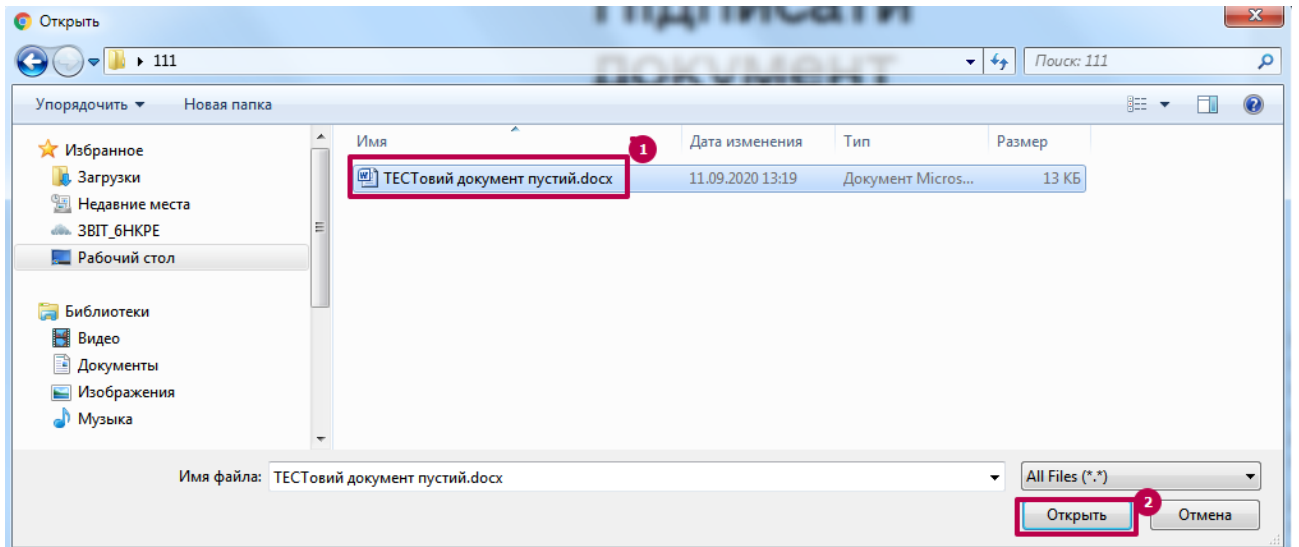 Открыть
Підписати
документ
111
Поиск: 111
Упорядочить
Новая папка
Избранное
Загрузки
Недавние места
ЗВІТ_6НКРЕ
Рабочий стол
Библиотеки
Видео
Документы
Изображения
Музыка
Имя
Дата изменения
Тип
Размер
1
ТЕСТовий документ пустий.docx
11.09.2020 13:19
Документ Micros...
13 КБ
Имя файла:
ТЕСТовий документ пустий.docx
All Files (*.*)
2
Открыть
Отмена